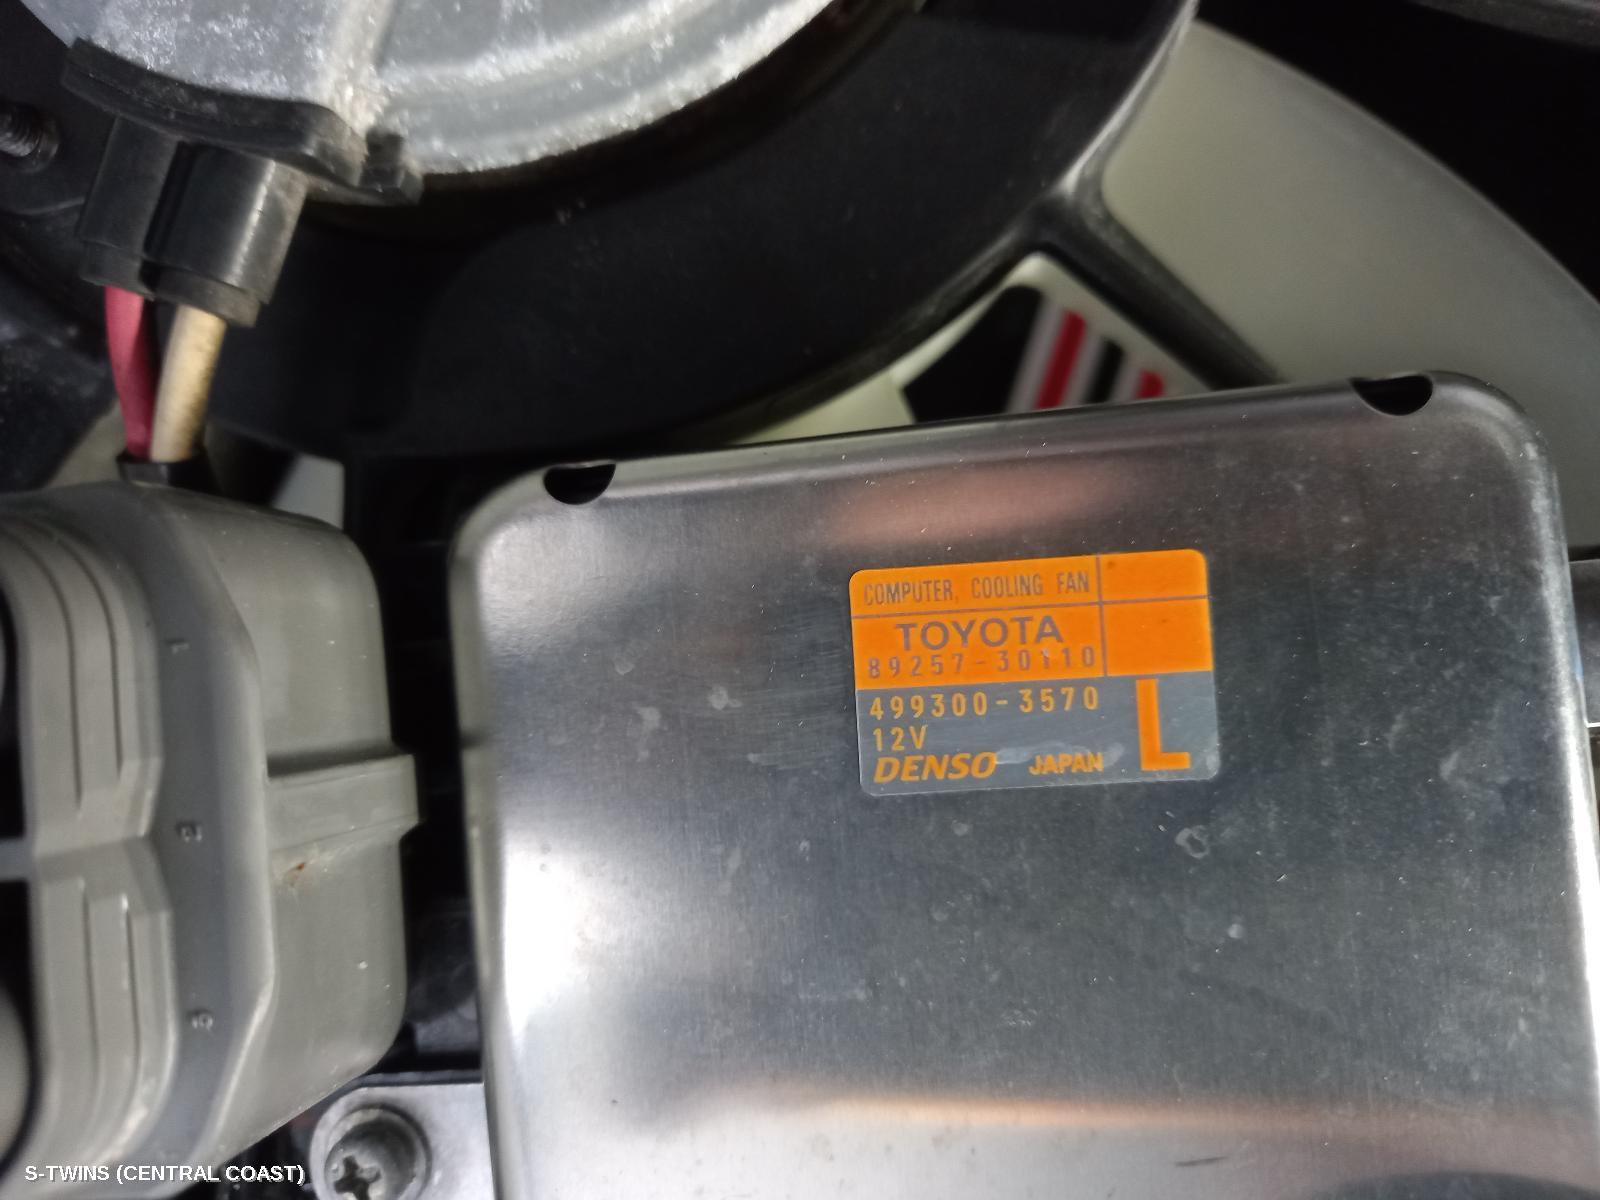 COMPUTER, COOLING FAN
TOYOTA
89257-30110
499300-3570
12V
DENSO JAPAN
L
S-TWINS (CENTRAL COAST)